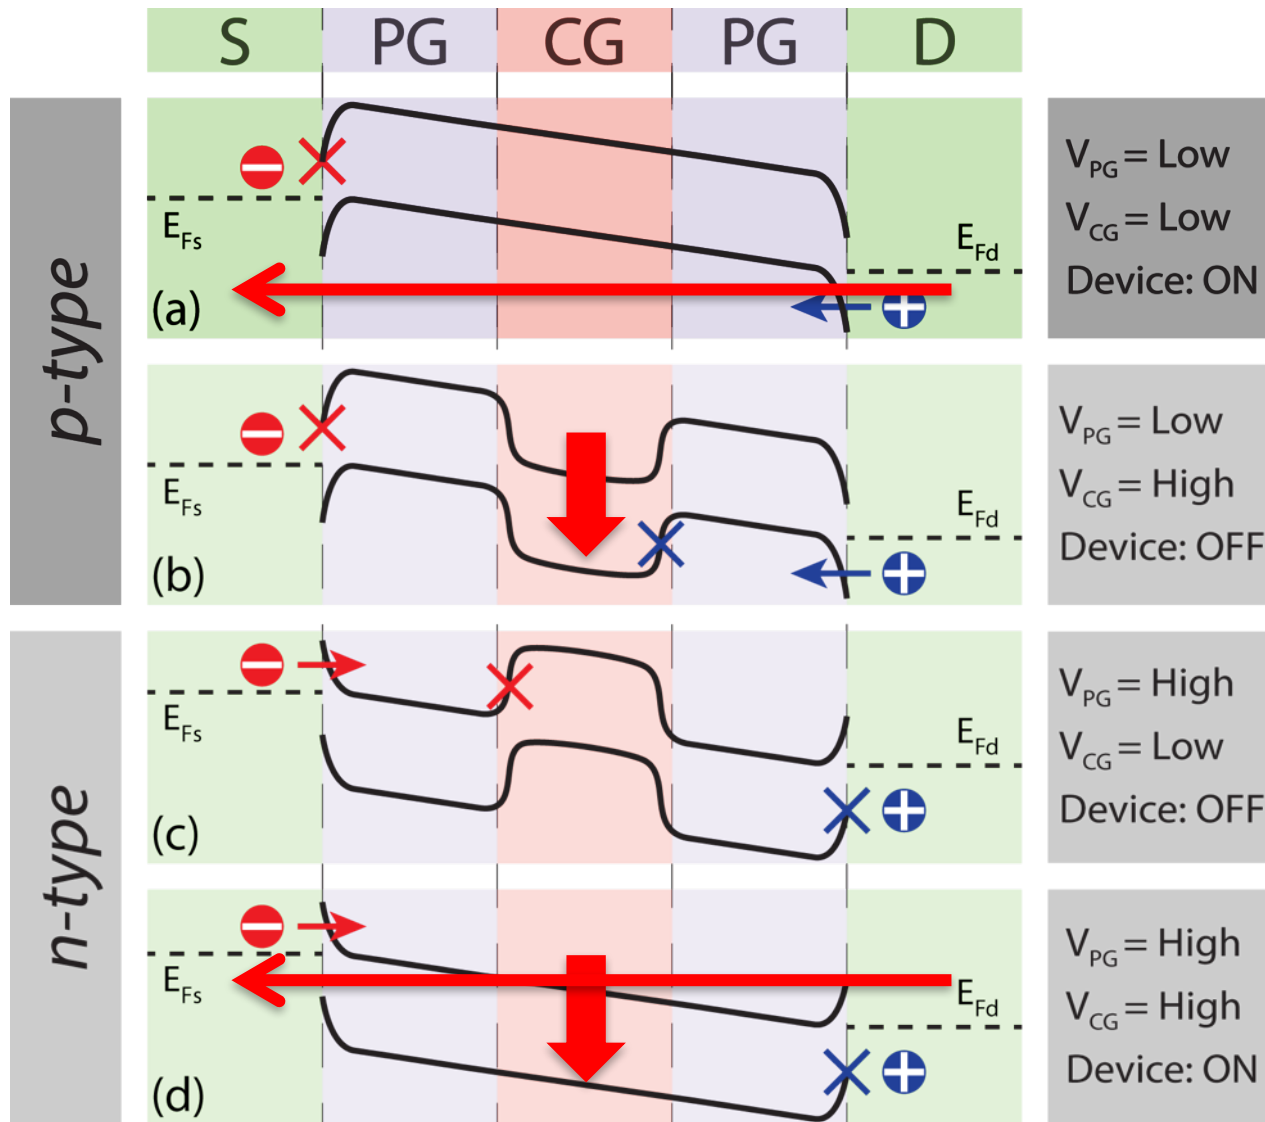 S PG CG PG D
p-type
E_Fs
E_Fd
(a)
V_PG = Low
V_CG = Low
Device: ON
E_Fs
E_Fd
(b)
V_PG = Low
V_CG = High
Device: OFF
n-type
E_Fs
E_Fd
(c)
V_PG = High
V_CG = Low
Device: OFF
E_Fs
E_Fd
(d)
V_PG = High
V_CG = High
Device: ON